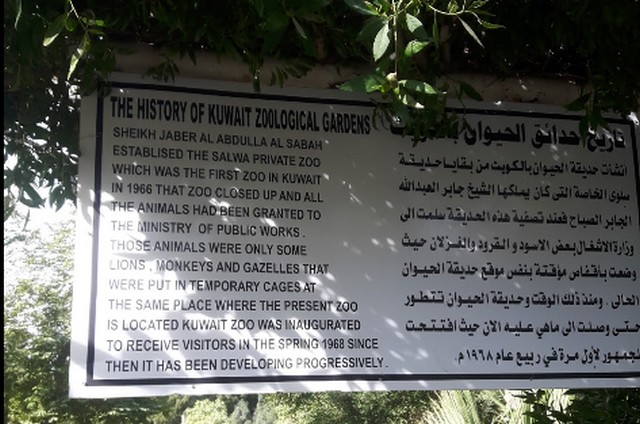 THE HISTORY OF KUWAIT ZOOLOGICAL GARDENS
SHEIKH JABER AL ABDULLA AL SABAH
ESTABLISED THE SALWA PRIVATE ZOO
WHICH WAS THE FIRST ZOO IN KUWAIT
IN 1966 THAT ZOO CLOSED UP AND ALL
THE ANIMALS HAD BEEN GRANTED TO
THE MINISTRY OF PUBLIC WORKS .
THOSE ANIMALS WERE ONLY SOME
LIONS , MONKEYS AND GAZELLES THAT
WERE PUT IN TEMPORARY CAGES AT
THE SAME PLACE WHERE THE PRESENT ZOO
IS LOCATED KUWAIT ZOO WAS INAUGURATED
TO RECEIVE VISITORS IN THE SPRING 1968 SINCE
THEN IT HAS BEEN DEVELOPING PROGRESSIVELY .
تاريخ حدائق الحيوان
انشات حديقة الحيوان بالكويت من بقايا حديقة
سلوى الخاصة التى كان يملكها الشيخ جابر العبدالله
الجابر الصباح فعند تصفية هذه الحديقة سلمت الى
وزارة الاشغال بعض الاسود و القرود والغزلان حيث
وضعت بأقفاص مؤقتة بنفس موقع حديقة الحيوان
الحالى . ومنذ ذلك الوقت وحديقة الحيوان تتطور
حتى وصلت الى ماهي عليه الان حيث افتتحت
للجمهور لأول مرة في ربيع عام ١٩٦٨م.